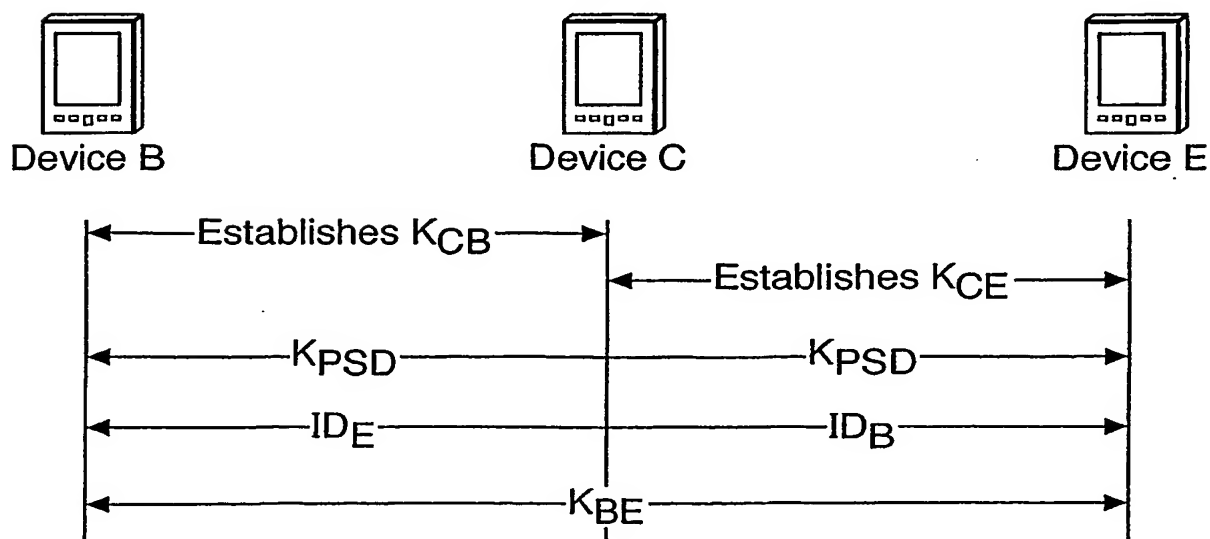 Device B Device C Device E
Establishes KCB
Establishes KCE
KPSD KPSD
IDE IDB
KBE